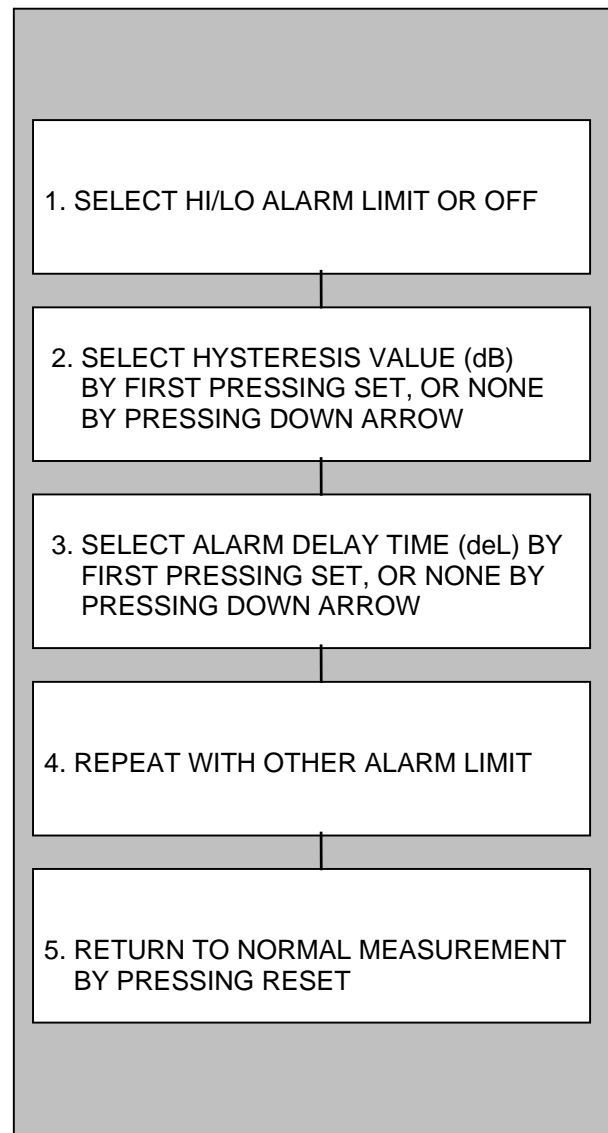 1. SELECT HI/LO ALARM LIMIT OR OFF
2. SELECT HYSTERESIS VALUE (dB)
BY FIRST PRESSING SET, OR NONE
BY PRESSING DOWN ARROW
3. SELECT ALARM DELAY TIME (deL) BY
FIRST PRESSING SET, OR NONE BY
PRESSING DOWN ARROW
4. REPEAT WITH OTHER ALARM LIMIT
5. RETURN TO NORMAL MEASUREMENT
BY PRESSING RESET